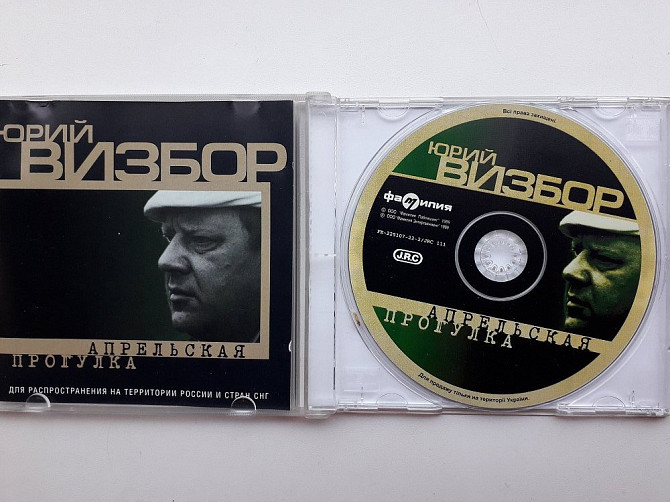 ЮРИЙ
ВИЗБОР
АПРЕЛЬСКАЯ
ПРОГУЛКА
ДЛЯ РАСПРОСТРАНЕНИЯ НА ТЕРРИТОРИИ РОССИИ И СТРАН СНГ
Всі права захищені.
ЮРИЙ
ВИЗБОР
фамилия
J.R.C
АПРЕЛЬСКАЯ
ПРОГУЛКА
Для продажу тільки на території України.